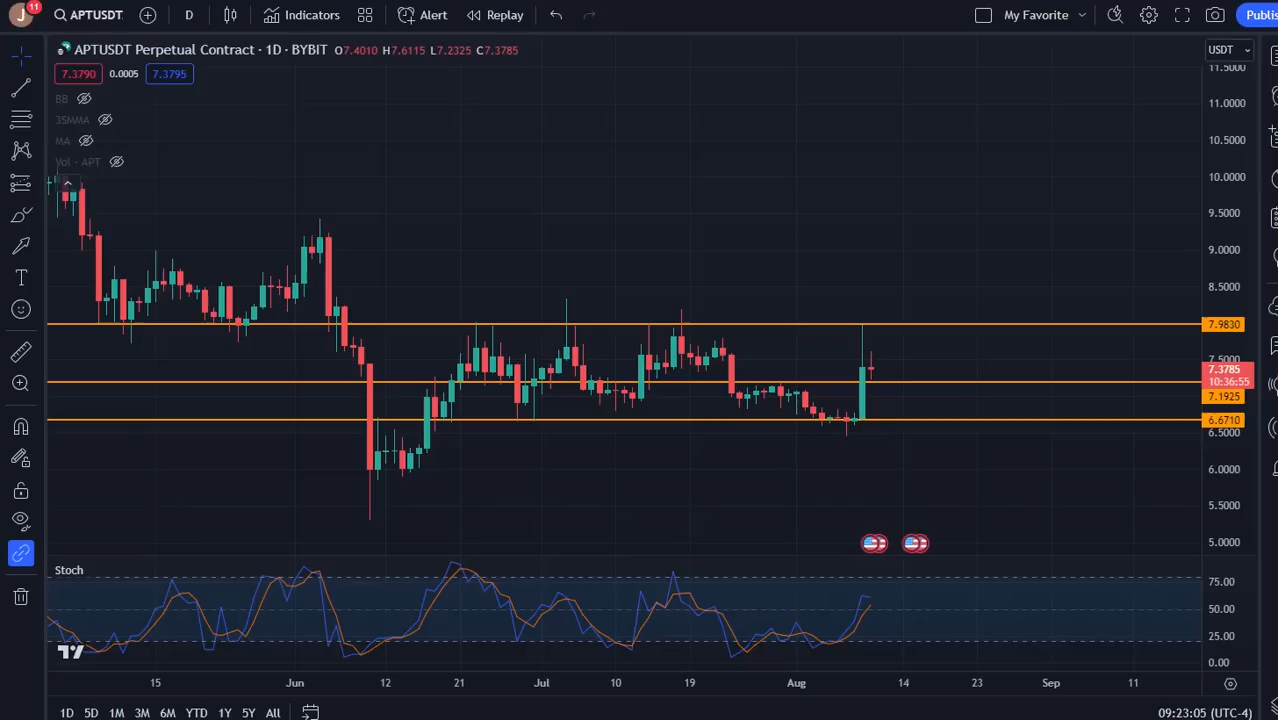 J 11 APTUSDT D Indicators Alert Replay My Favorite Publis
APTUSDT Perpetual Contract · 1D · BYBIT O7.4010 H7.6115 L7.2325 C7.3785 USDT
7.3790 0.0005 7.3795
BB
3SMMA
MA
Vol · APT
11.5000
11.0000
10.5000
10.0000
9.5000
9.0000
8.5000
7.9830
7.5000
7.3785
10:36:55
7.1925
6.6710
6.5000
6.0000
5.5000
5.0000
Stoch
75.00
50.00
25.00
0.00
15 Jun 12 21 Jul 10 19 Aug 14 23 Sep 11
1D 5D 1M 3M 6M YTD 1Y 5Y All 09:23:05 (UTC-4)